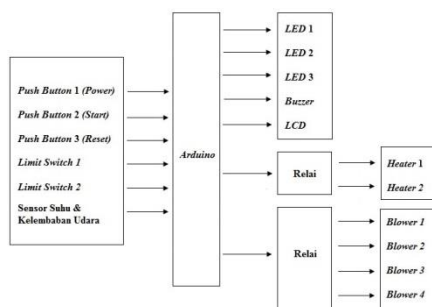 Push Button 1 (Power)
Push Button 2 (Start)
Push Button 3 (Reset)
Limit Switch 1
Limit Switch 2
Sensor Suhu &
Kelembaban Udara
Arduino
LED 1
LED 2
LED 3
Buzzer
LCD
Relai
Heater 1
Heater 2
Relai
Blower 1
Blower 2
Blower 3
Blower 4